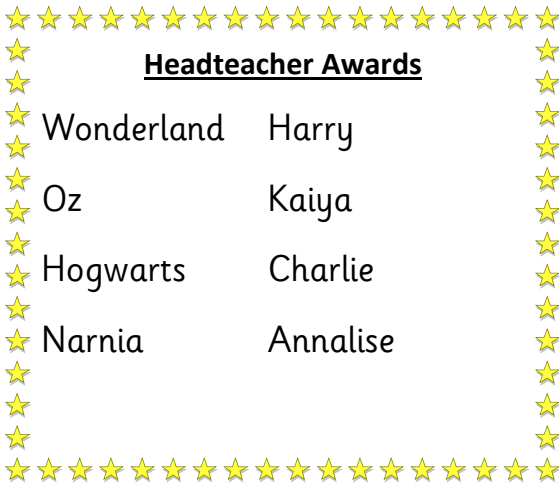 Headteacher Awards
Wonderland Harry
Oz Kaiya
Hogwarts Charlie
Narnia Annalise